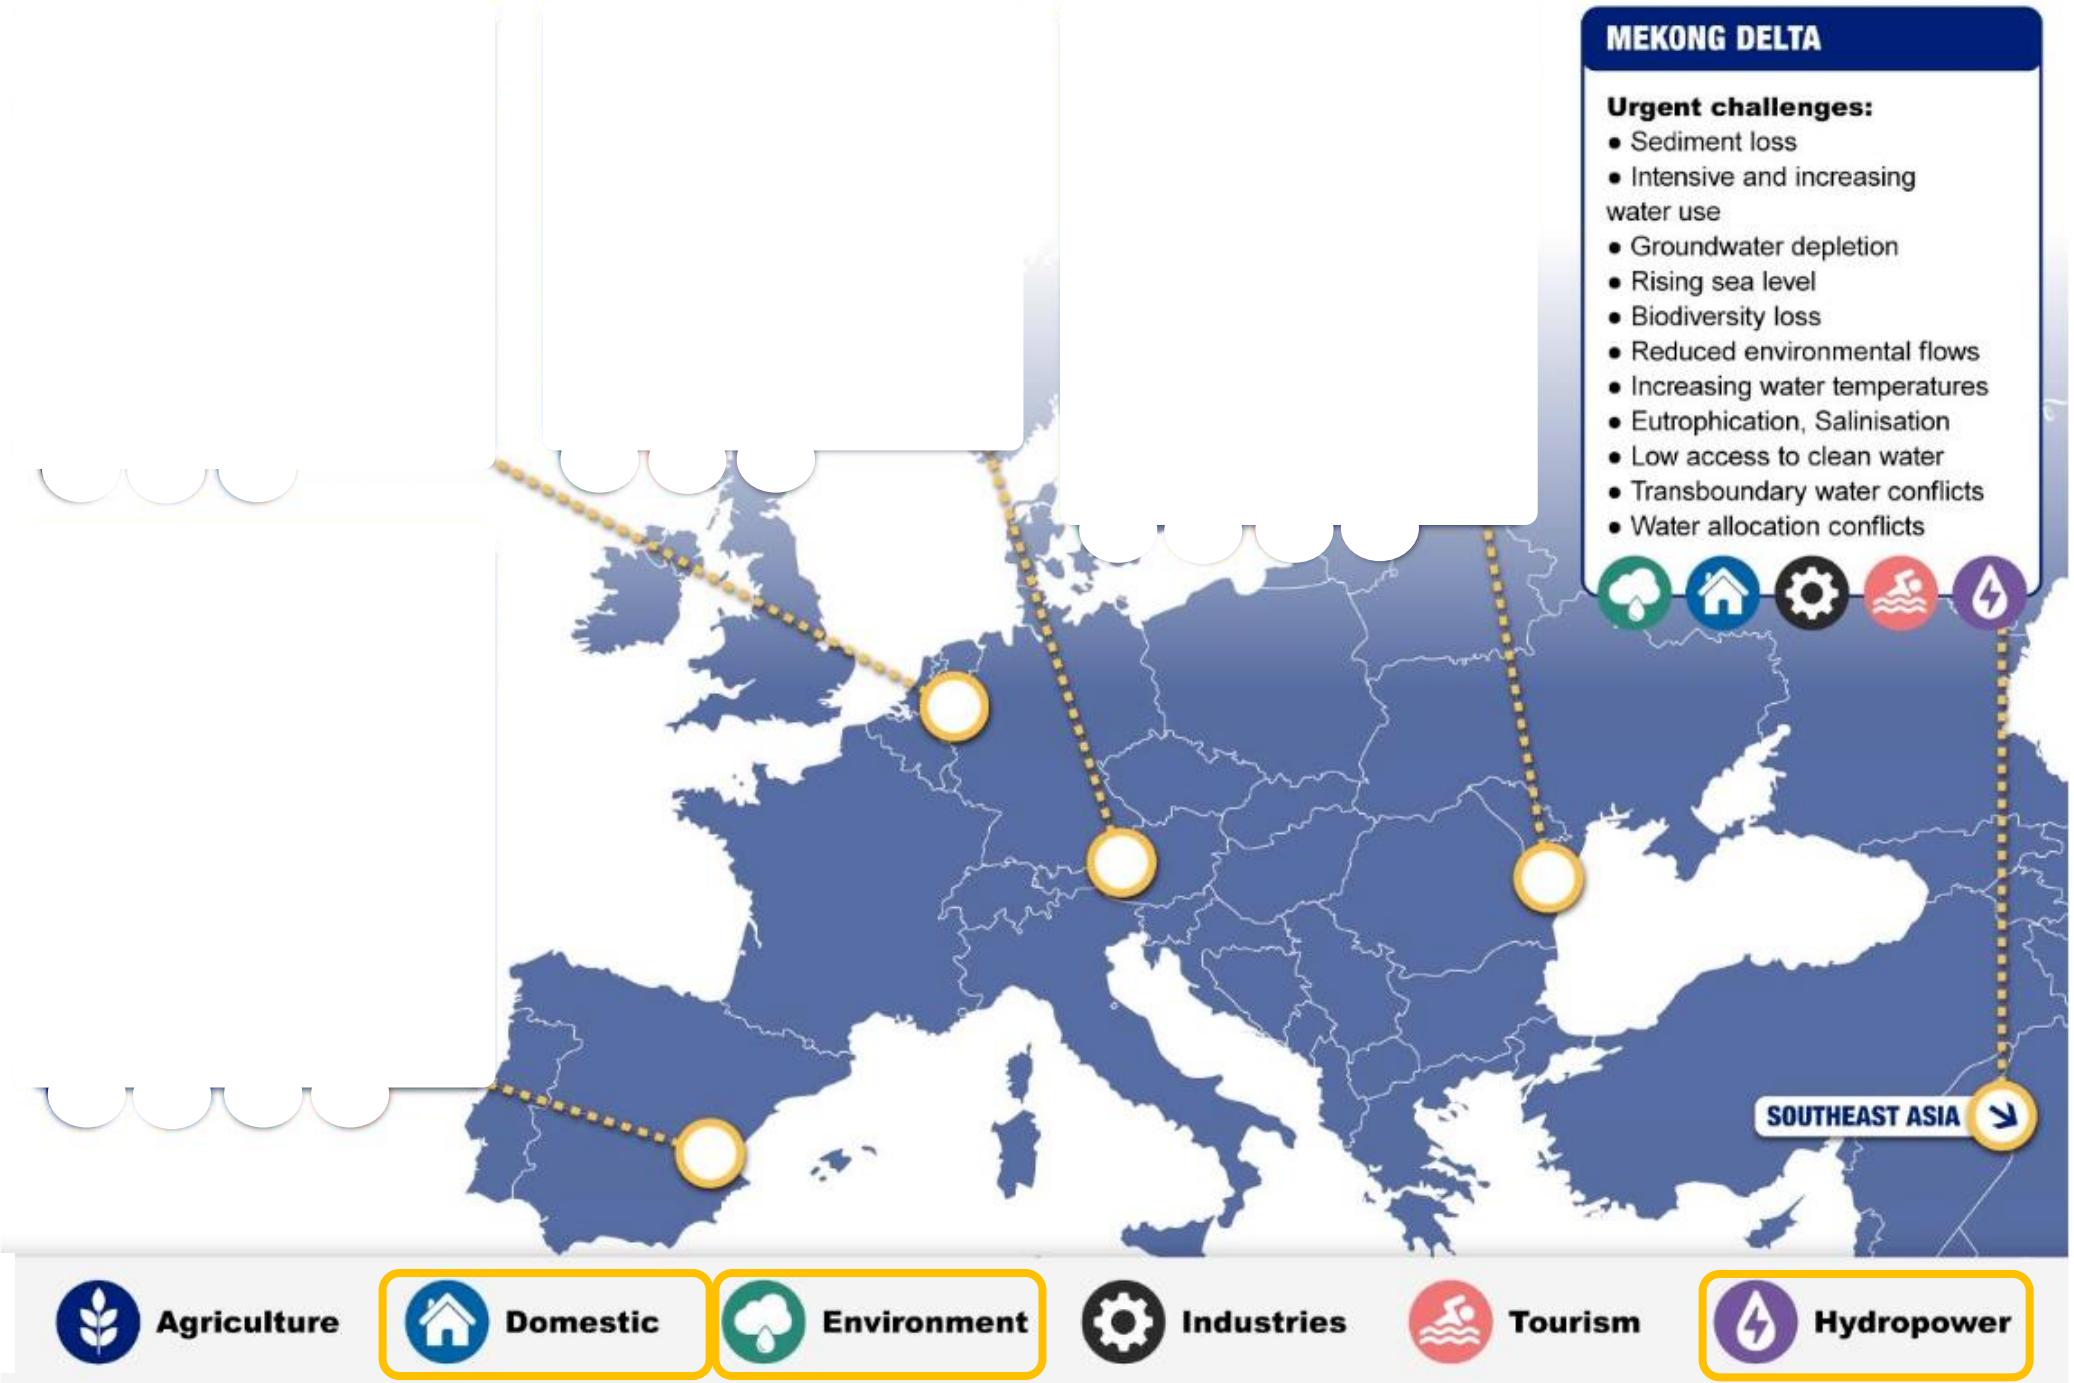 MEKONG DELTA
Urgent challenges:
● Sediment loss
● Intensive and increasing
water use
● Groundwater depletion
● Rising sea level
● Biodiversity loss
● Reduced environmental flows
● Increasing water temperatures
● Eutrophication, Salinisation
● Low access to clean water
● Transboundary water conflicts
● Water allocation conflicts
SOUTHEAST ASIA
Agriculture
Domestic
Environment
Industries
Tourism
Hydropower